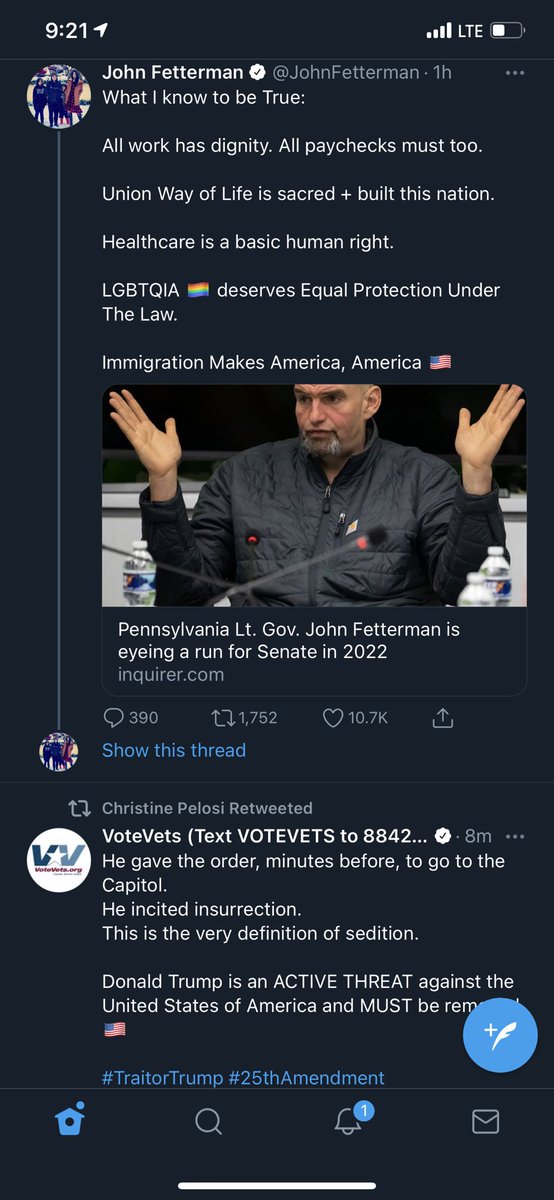 9:21
LTE
John Fetterman @JohnFetterman · 1h
What I know to be True:
All work has dignity. All paychecks must too.
Union Way of Life is sacred + built this nation.
Healthcare is a basic human right.
LGBTQIA 🏳️‍🌈 deserves Equal Protection Under
The Law.
Immigration Makes America, America 🇺🇸
Pennsylvania Lt. Gov. John Fetterman is
eyeing a run for Senate in 2022
inquirer.com
390 1,752 10.7K
Show this thread
Christine Pelosi Retweeted
VoteVets (Text VOTEVETS to 8842... · 8m
VV
VoteVets.org
He gave the order, minutes before, to go to the
Capitol.
He incited insurrection.
This is the very definition of sedition.
Donald Trump is an ACTIVE THREAT against the
United States of America and MUST be
🇺🇸
#TraitorTrump #25thAmendment
1